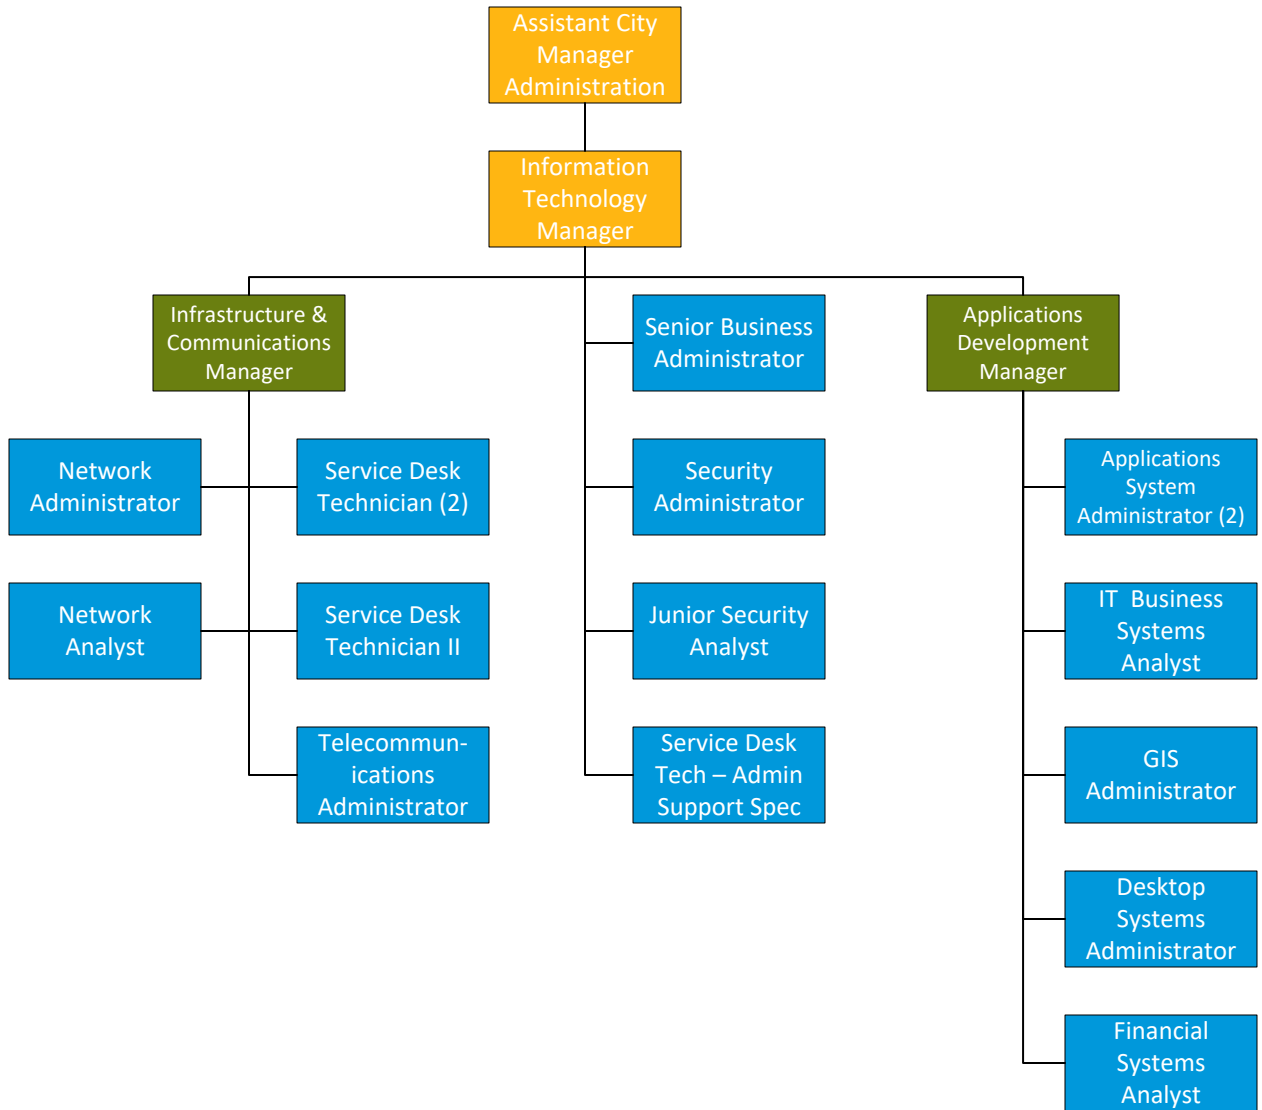 Assistant City
Manager
Administration
Information
Technology
Manager
Infrastructure &
Communications
Manager
Senior Business
Administrator
Applications
Development
Manager
Network
Administrator
Service Desk
Technician (2)
Security
Administrator
Applications
System
Administrator (2)
Network
Analyst
Service Desk
Technician II
Junior Security
Analyst
IT  Business
Systems
Analyst
Telecommun-
ications
Administrator
Service Desk
Tech – Admin
Support Spec
GIS
Administrator
Desktop
Systems
Administrator
Financial
Systems
Analyst